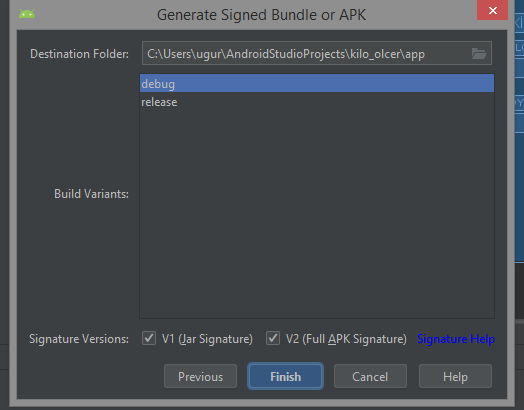 Generate Signed Bundle or APK
Destination Folder: C:\Users\ugur\AndroidStudioProjects\kilo_olcer\app
debug
release
Build Variants:
Signature Versions: V1 (Jar Signature) V2 (Full APK Signature) Signature Help
Previous Finish Cancel Help